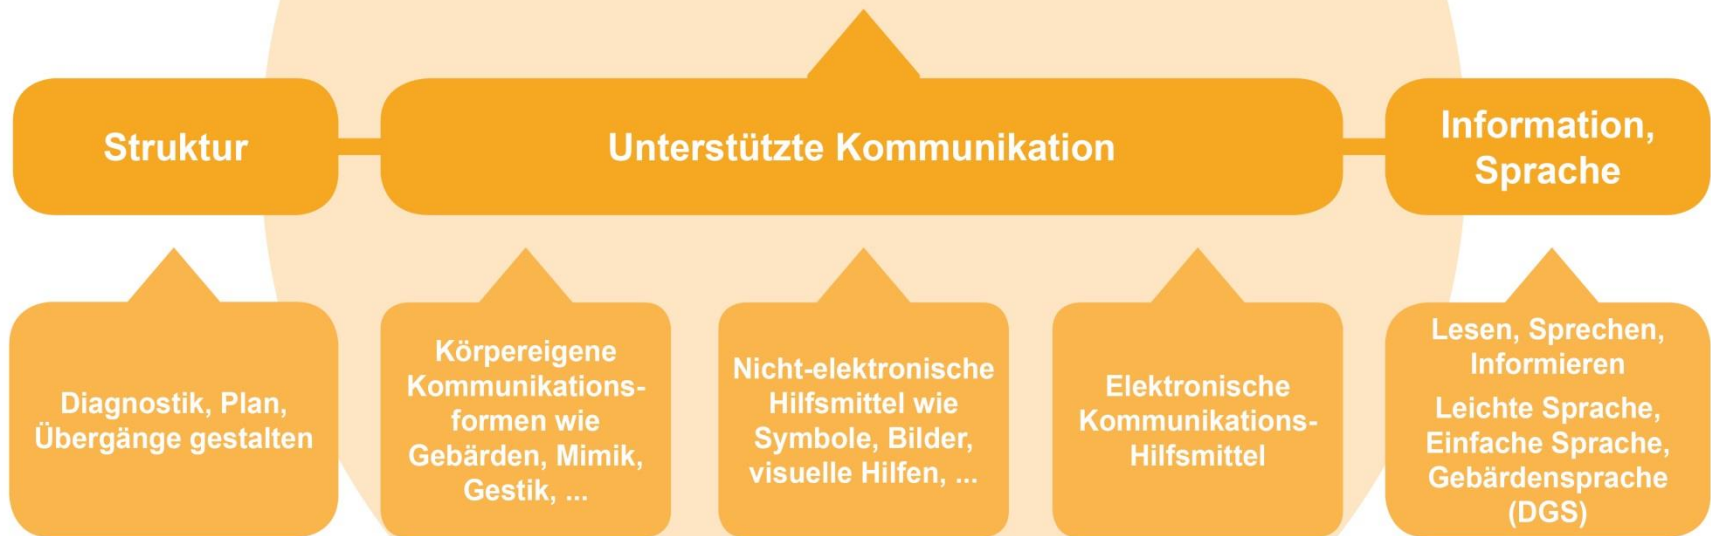 Struktur
Unterstützte Kommunikation
Information,
Sprache
Diagnostik, Plan,
Übergänge gestalten
Körpereigene
Kommunikations-
formen wie
Gebärden, Mimik,
Gestik, ...
Nicht-elektronische
Hilfsmittel wie
Symbole, Bilder,
visuelle Hilfen, ...
Elektronische
Kommunikations-
Hilfsmittel
Lesen, Sprechen,
Informieren
Leichte Sprache,
Einfache Sprache,
Gebärdensprache
(DGS)